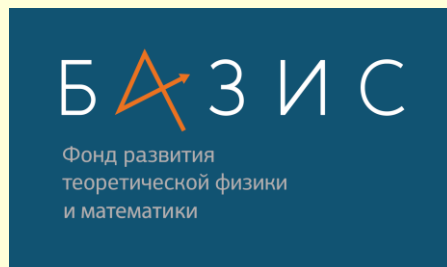 БАЗИС
Фонд развития
теоретической физики
и математики